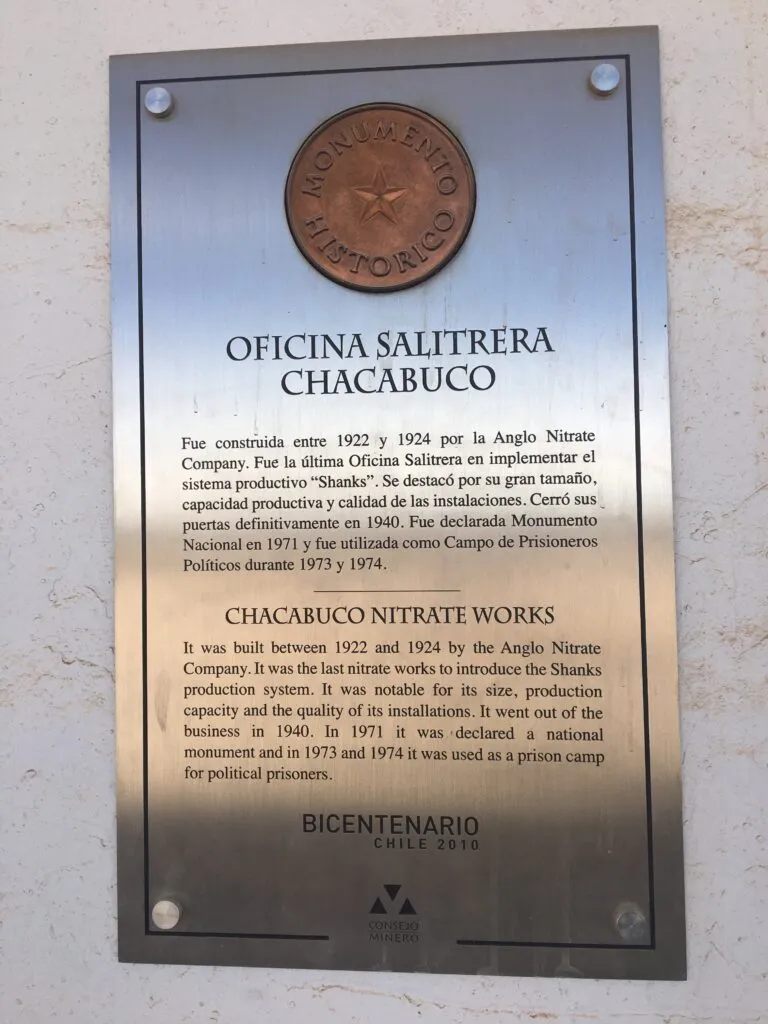 MONUMENTO
HISTORICO
OFICINA SALITRERA
CHACABUCO
Fue construida entre 1922 y 1924 por la Anglo Nitrate
Company. Fue la última Oficina Salitrera en implementar el
sistema productivo “Shanks”. Se destacó por su gran tamaño,
capacidad productiva y calidad de las instalaciones. Cerró sus
puertas definitivamente en 1940. Fue declarada Monumento
Nacional en 1971 y fue utilizada como Campo de Prisioneros
Políticos durante 1973 y 1974.
CHACABUCO NITRATE WORKS
It was built between 1922 and 1924 by the Anglo Nitrate
Company. It was the last nitrate works to introduce the Shanks
production system. It was notable for its size, production
capacity and the quality of its installations. It went out of the
business in 1940. In 1971 it was declared a national
monument and in 1973 and 1974 it was used as a prison camp
for political prisoners.
BICENTENARIO
CHILE 2010
CONSEJO
MINERO